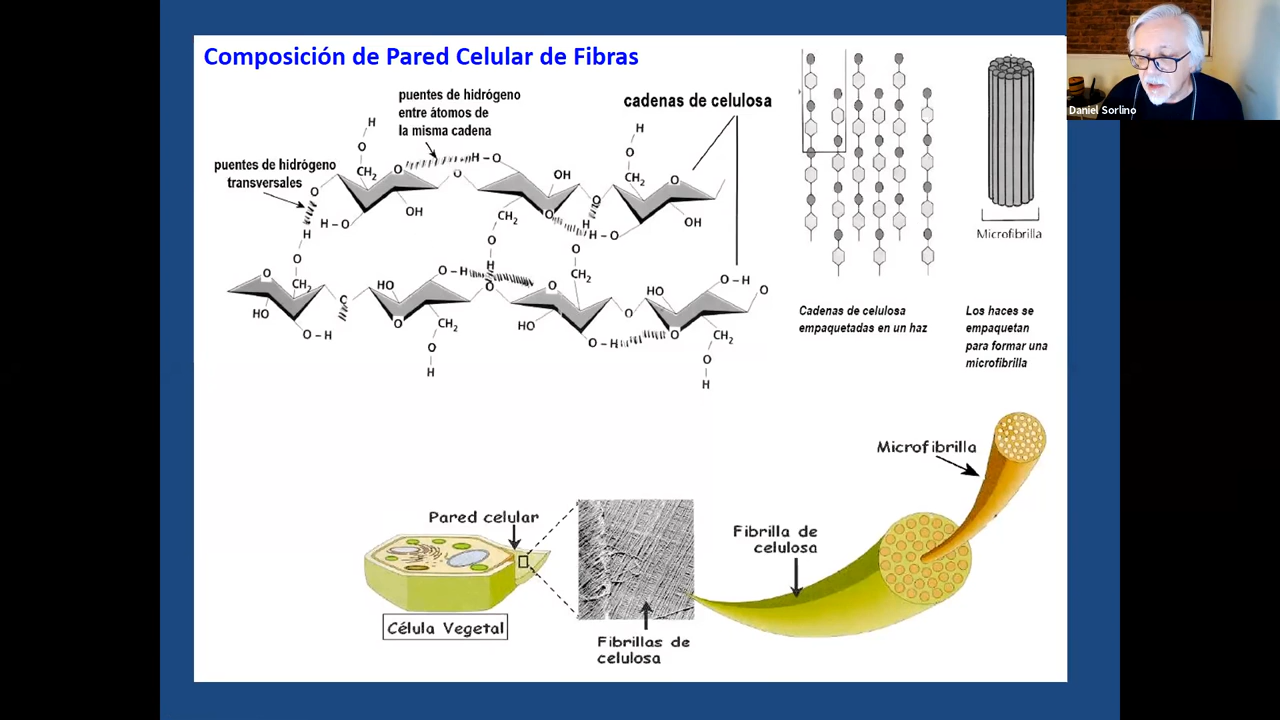 Composición de Pared Celular de Fibras
Daniel Sorlino
puentes de hidrógeno
entre átomos de
la misma cadena
cadenas de celulosa
puentes de hidrógeno
transversales
H
O
CH2
O
H-O
O
H-O
OH
O
OH
O
H
O
CH2
O
OH
H
O
CH2
O
H
H-O
O
H
O
CH2
O
HO
O-H
C
HO
O
O-H
CH2
O
H
CH2
O
H
O
O
HO
O-H
CH2
O
HO
O
O-H
O
CH2
O
H
Microfibrilla
Cadenas de celulosa
empaquetadas en un haz
Los haces se
empaquetan
para formar una
microfibrilla
Microfibrilla
Pared celular
Fibrilla de
celulosa
Célula Vegetal
Fibrillas de
celulosa